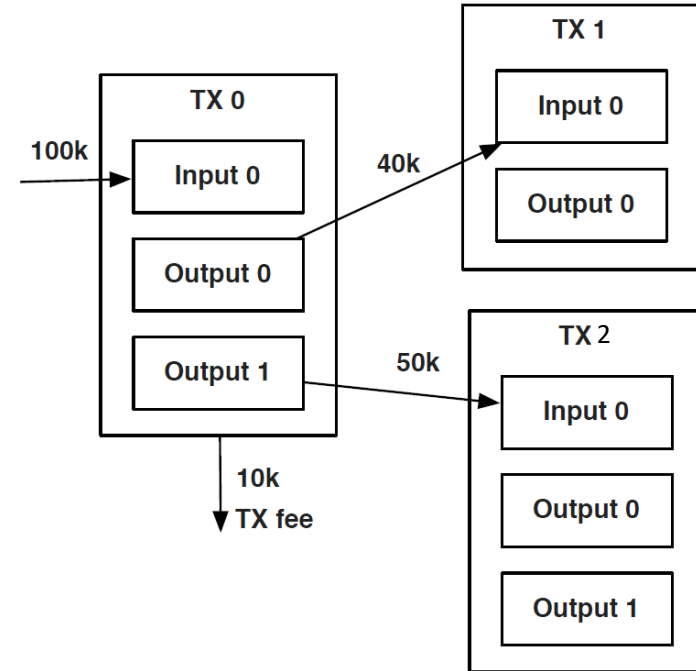 TX 0
100k
Input 0
Output 0
Output 1
10k
TX fee
40k
50k
TX 1
Input 0
Output 0
TX 2
Input 0
Output 0
Output 1